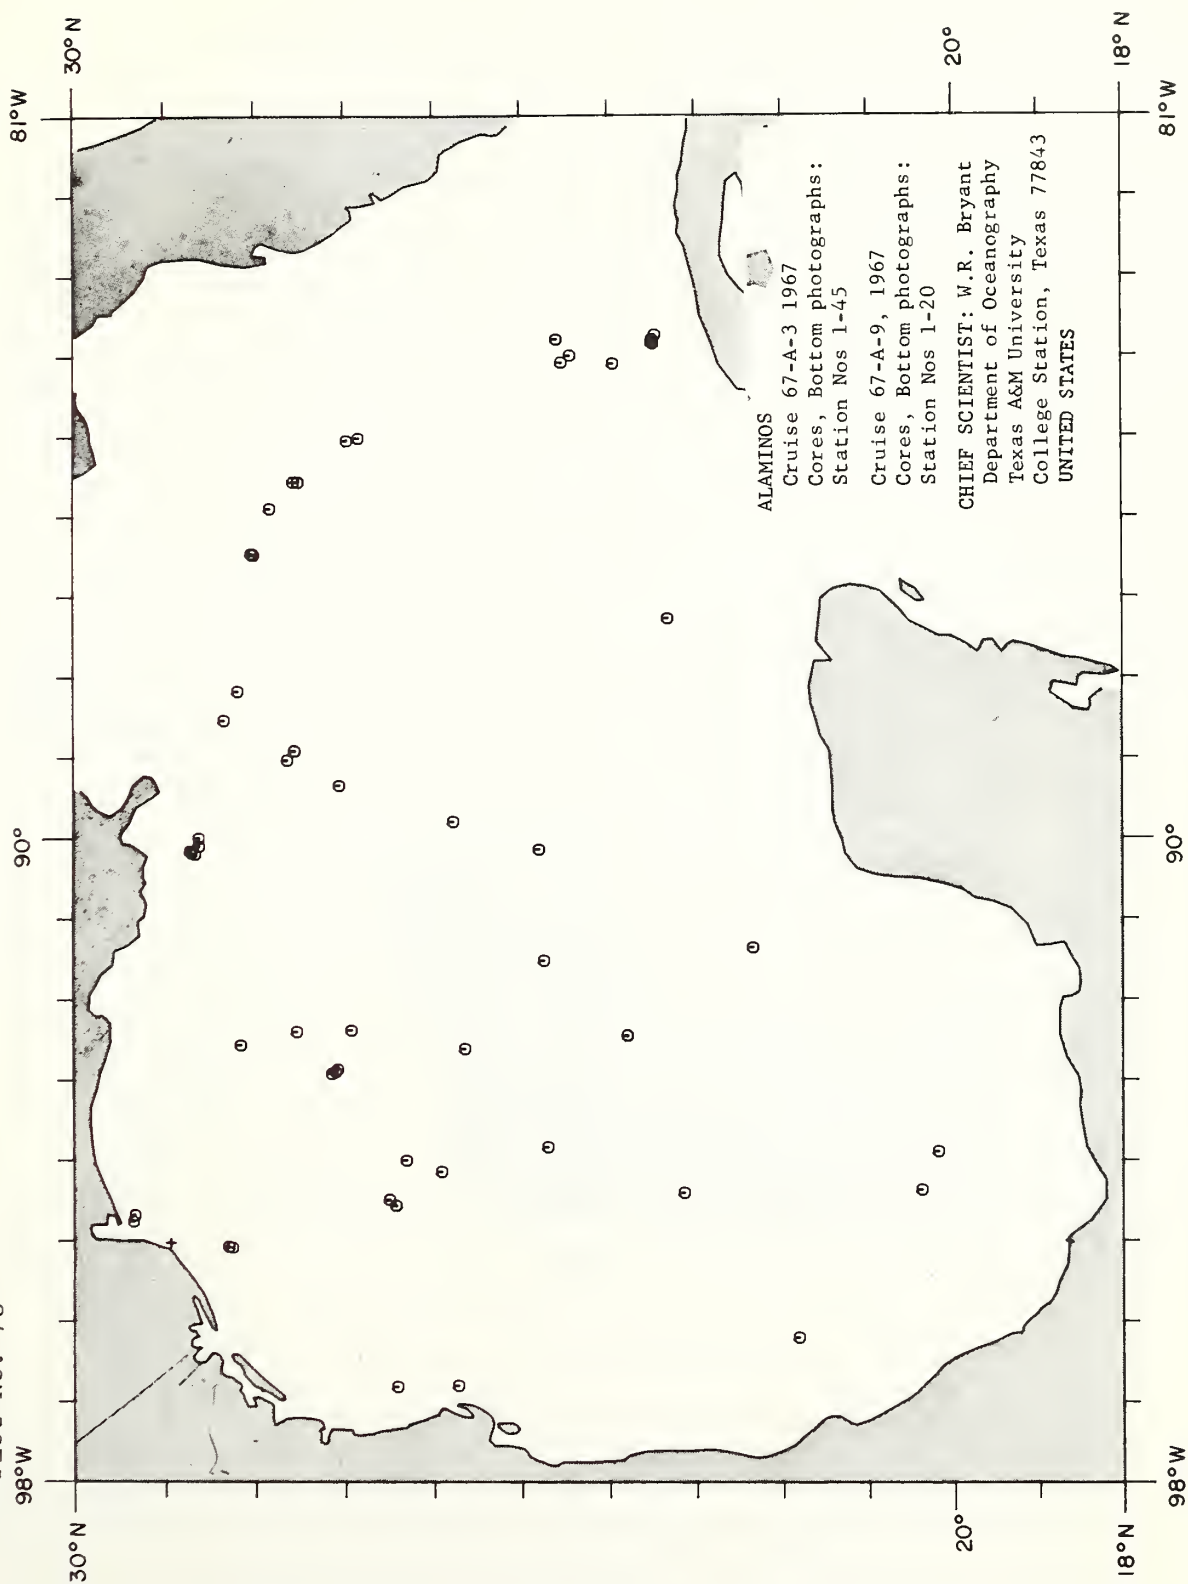 98°W
90°
81°W
30°N
30°N
20°
20°
18°N
18°N
98°W
90°
81°W
ALAMINOS
Cruise 67-A-3 1967
Cores, Bottom photographs:
Station Nos 1-45
Cruise 67-A-9, 1967
Cores, Bottom photographs:
Station Nos 1-20
CHIEF SCIENTIST: W.R. Bryant
Department of Oceanography
Texas A&M University
College Station, Texas 77843
UNITED STATES